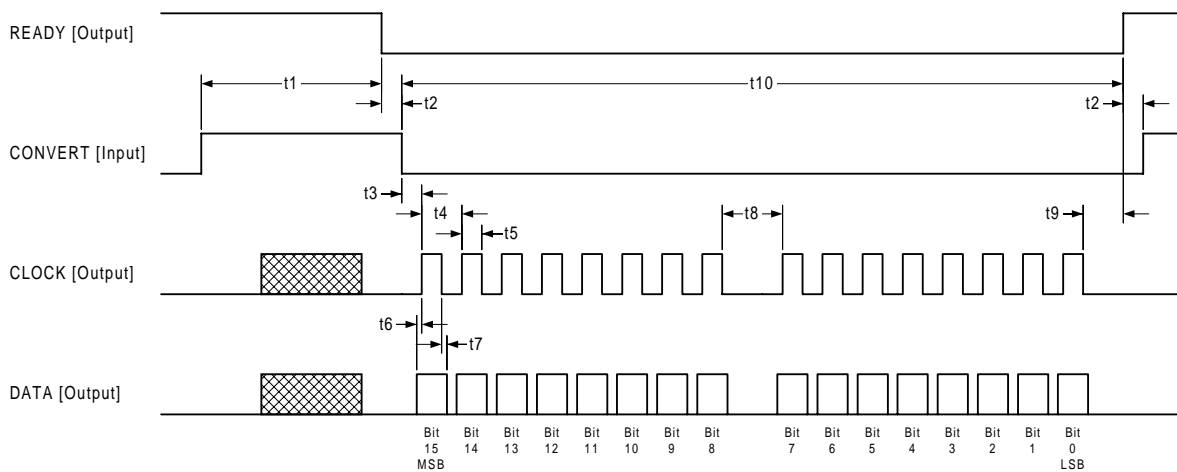 READY [Output]
t1
t10
t2
t2
CONVERT [Input]
t3
t4
t8
t9
t5
CLOCK [Output]
t6
t7
DATA [Output]
Bit Bit Bit Bit Bit Bit Bit Bit Bit Bit Bit Bit Bit Bit Bit Bit
15 14 13 12 11 10 9 8 7 6 5 4 3 2 1 0
MSB LSB